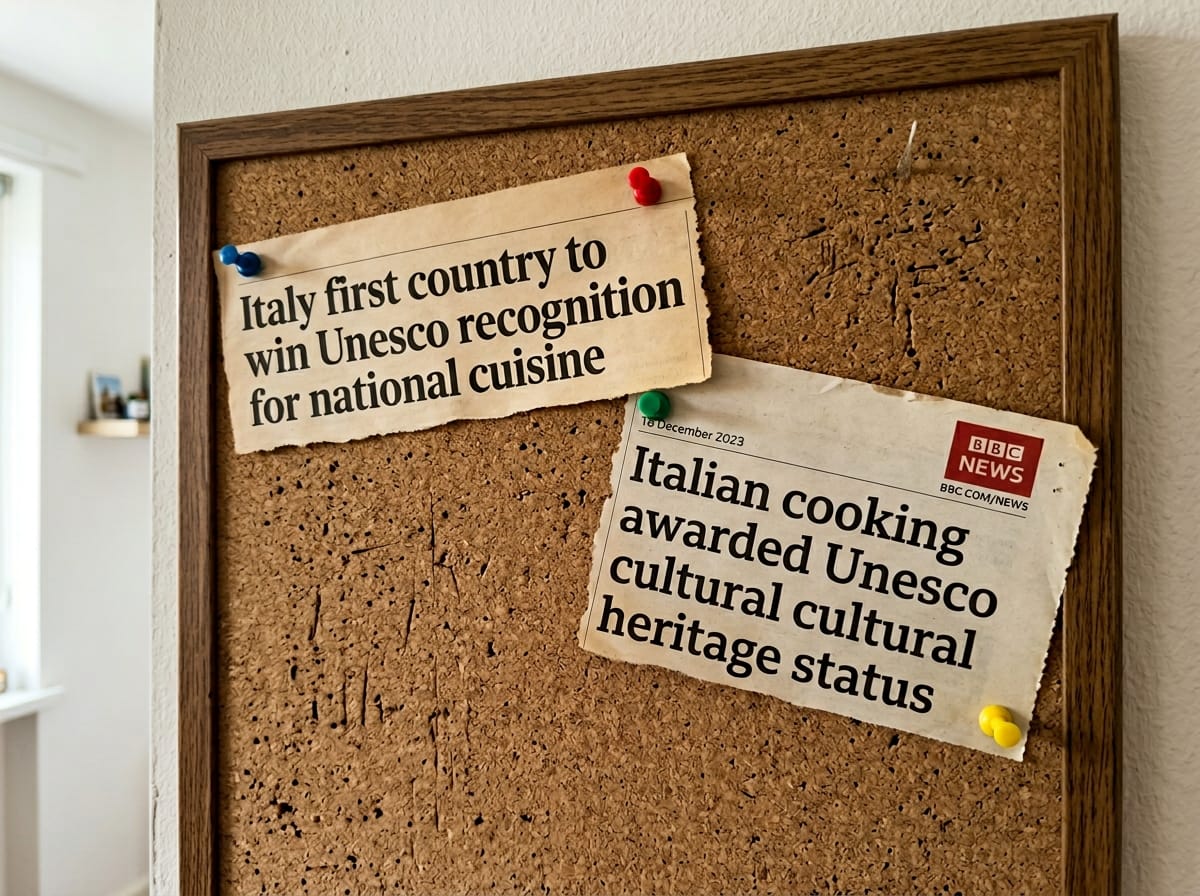 Italy first country to
win Unesco recognition
for national cuisine
18 December 2023
BBC
NEWS
BBC.COM/NEWS
Italian cooking
awarded Unesco
cultural cultural
heritage status